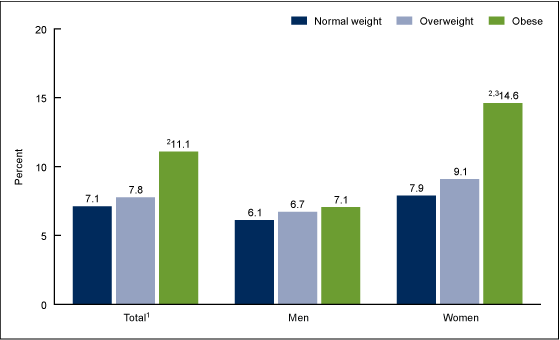 Normal weight Overweight Obese
20
15
10
5
0
Percent
7.1 7.8 ²11.1
6.1 6.7 7.1
7.9 9.1 ²,³14.6
Total¹ Men Women